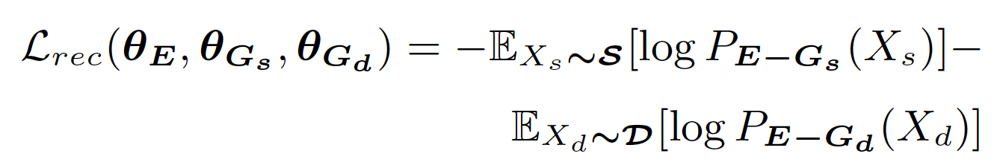 ℒ_{rec}(θ_E, θ_{G_s}, θ_{G_d}) = −𝔼_{X_s∼𝒮}[log P_{E−G_s}(X_s)]−
𝔼_{X_d∼𝒟}[log P_{E−G_d}(X_d)]